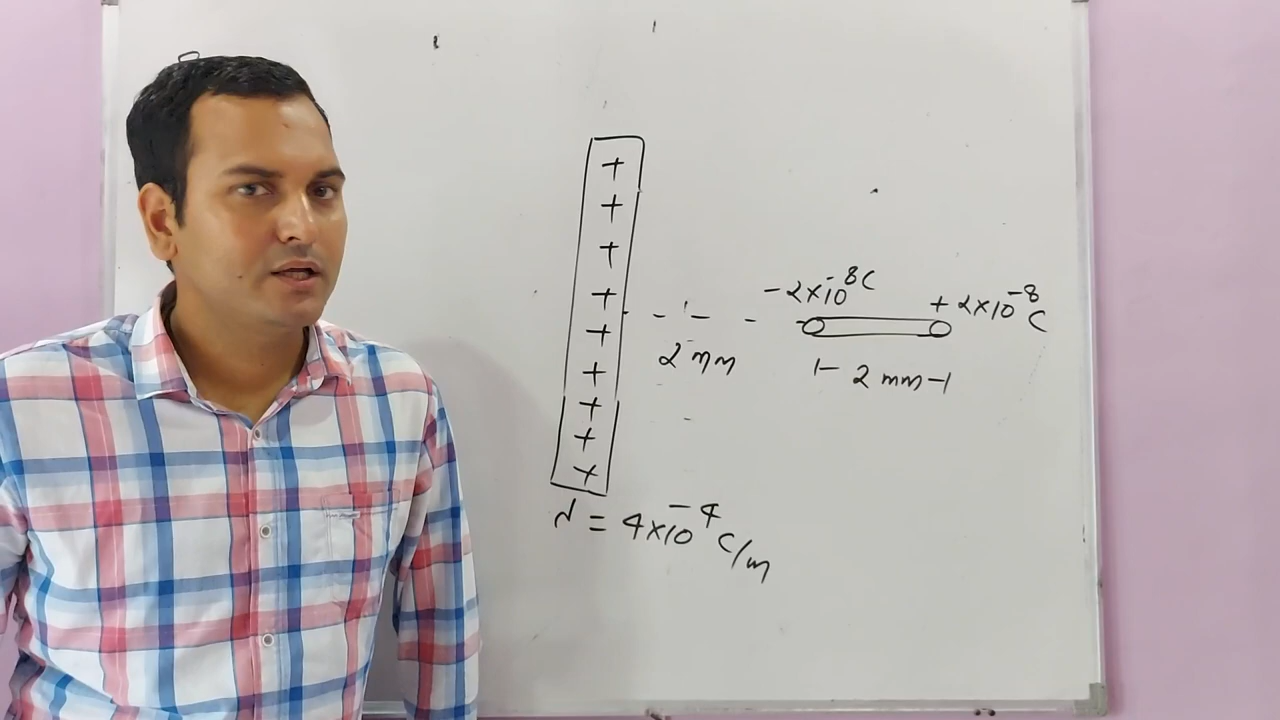 +
+
+
+
+
+
+
+
+
-2×10⁻⁸C
+2×10⁻⁸C
2 mm
2 mm
λ = 4×10⁻⁴ C/m